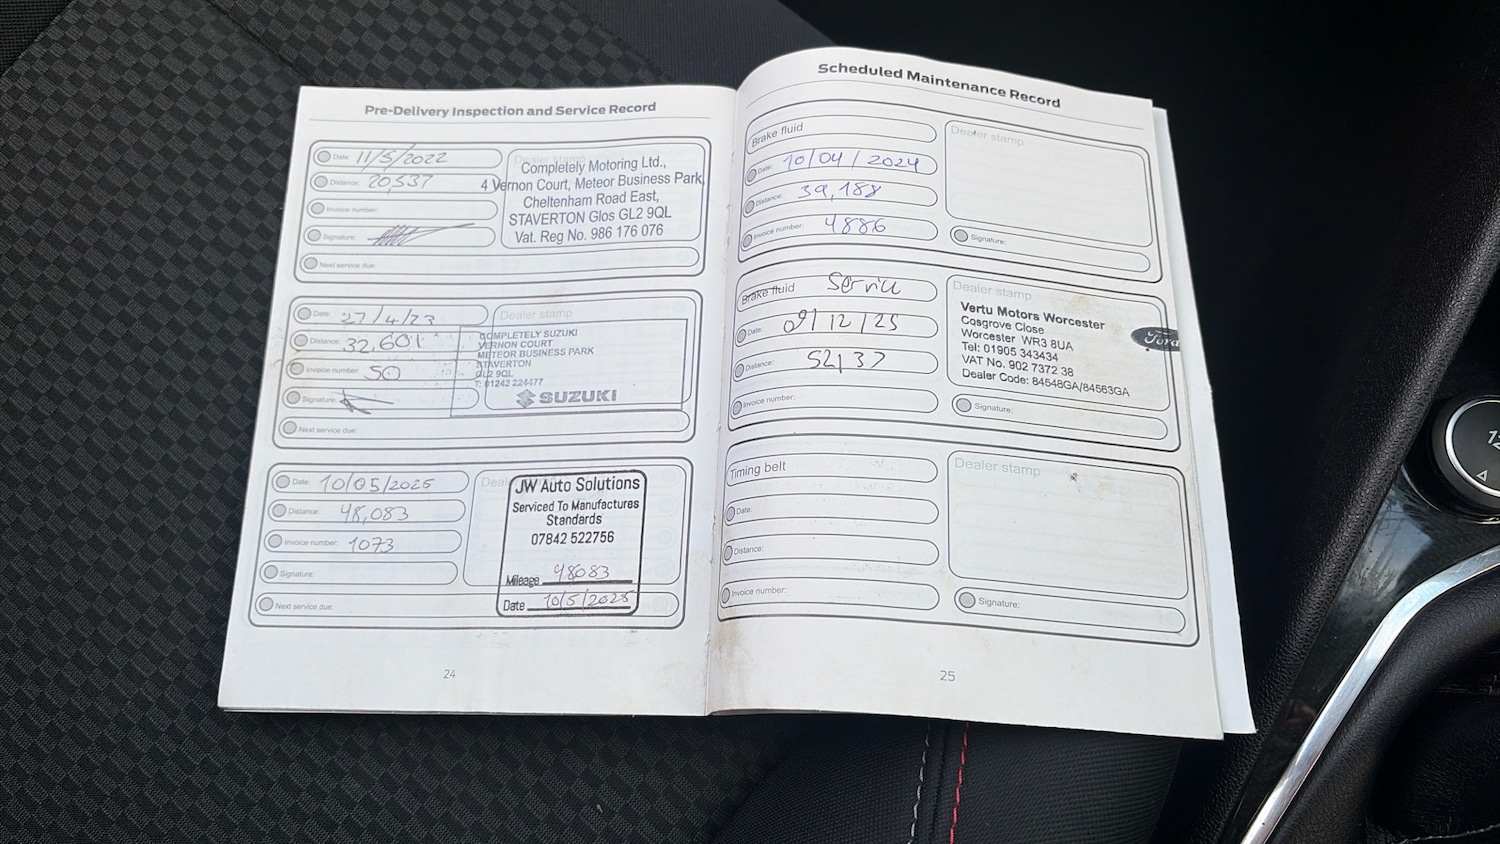 Pre-Delivery Inspection and Service Record
Date: 11/5/2022
Distance: 20,537
Invoice number:
Signature:
Next service due:
Dealer stamp
Completely Motoring Ltd.,
4 Vernon Court, Meteor Business Park,
Cheltenham Road East,
STAVERTON Glos GL2 9QL
Vat. Reg No. 986 176 076
Date: 27/4/23
Distance: 32,601
Invoice number: 50
Signature:
Next service due:
Dealer stamp
COMPLETELY SUZUKI
VERNON COURT
METEOR BUSINESS PARK
STAVERTON
GL2 9QL
T: 01242 224477
SUZUKI
Date: 10/05/2025
Distance: 48,083
Invoice number: 1073
Signature:
Next service due:
JW Auto Solutions
Serviced To Manufactures
Standards
07842 522756
Mileage 48083
Date 10/5/2025
24
Scheduled Maintenance Record
Brake fluid
Date: 10/04/2024
Distance: 39,188
Invoice number: 4886
Dealer stamp
Signature:
Brake fluid Service
Date: 09/12/25
Distance: 52137
Invoice number:
Dealer stamp
Vertu Motors Worcester
Cosgrove Close
Worcester WR3 8UA
Tel: 01905 343434
VAT No. 902 7372 38
Dealer Code: 84548GA/84563GA
Ford
Signature:
Timing belt
Date:
Distance:
Invoice number:
Dealer stamp
Signature:
25